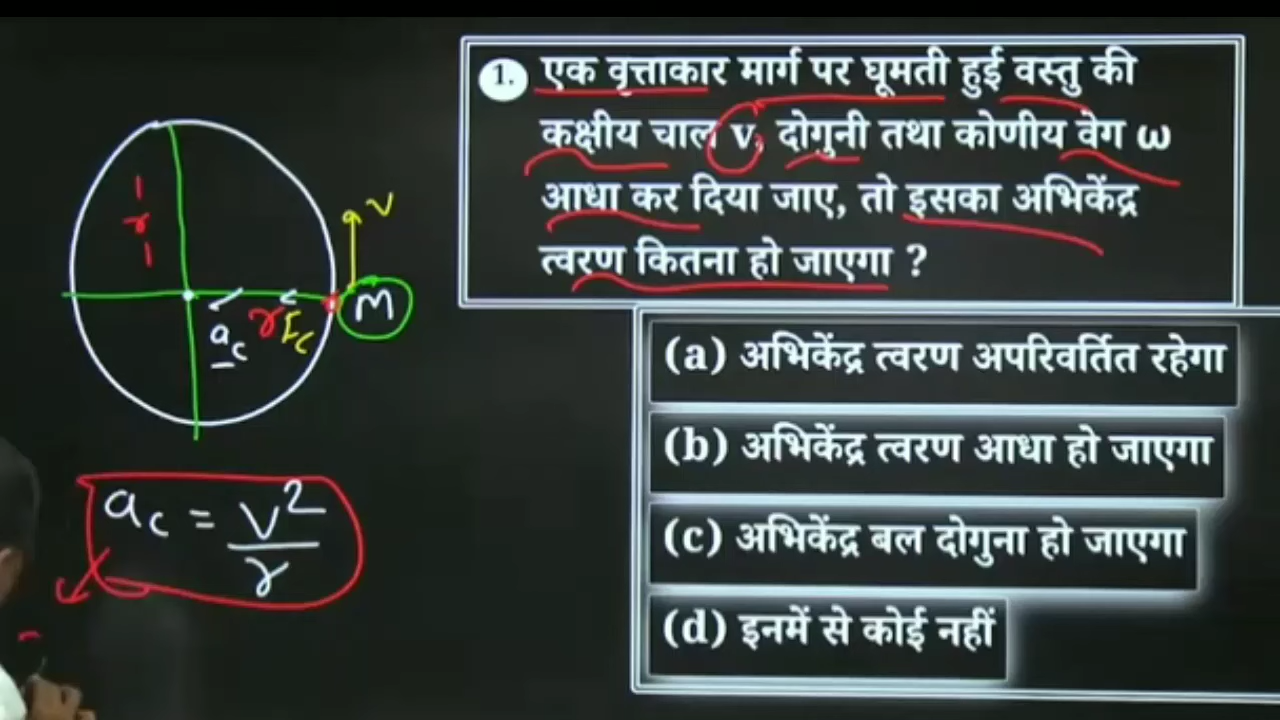 1. एक वृत्ताकार मार्ग पर घूमती हुई वस्तु की
कक्षीय चाल v, दोगुनी तथा कोणीय वेग ω
आधा कर दिया जाए, तो इसका अभिकेंद्र
त्वरण कितना हो जाएगा ?
(a) अभिकेंद्र त्वरण अपरिवर्तित रहेगा
(b) अभिकेंद्र त्वरण आधा हो जाएगा
(c) अभिकेंद्र बल दोगुना हो जाएगा
(d) इनमें से कोई नहीं
r
v
r
Fc
M
ac
ac = v²/r